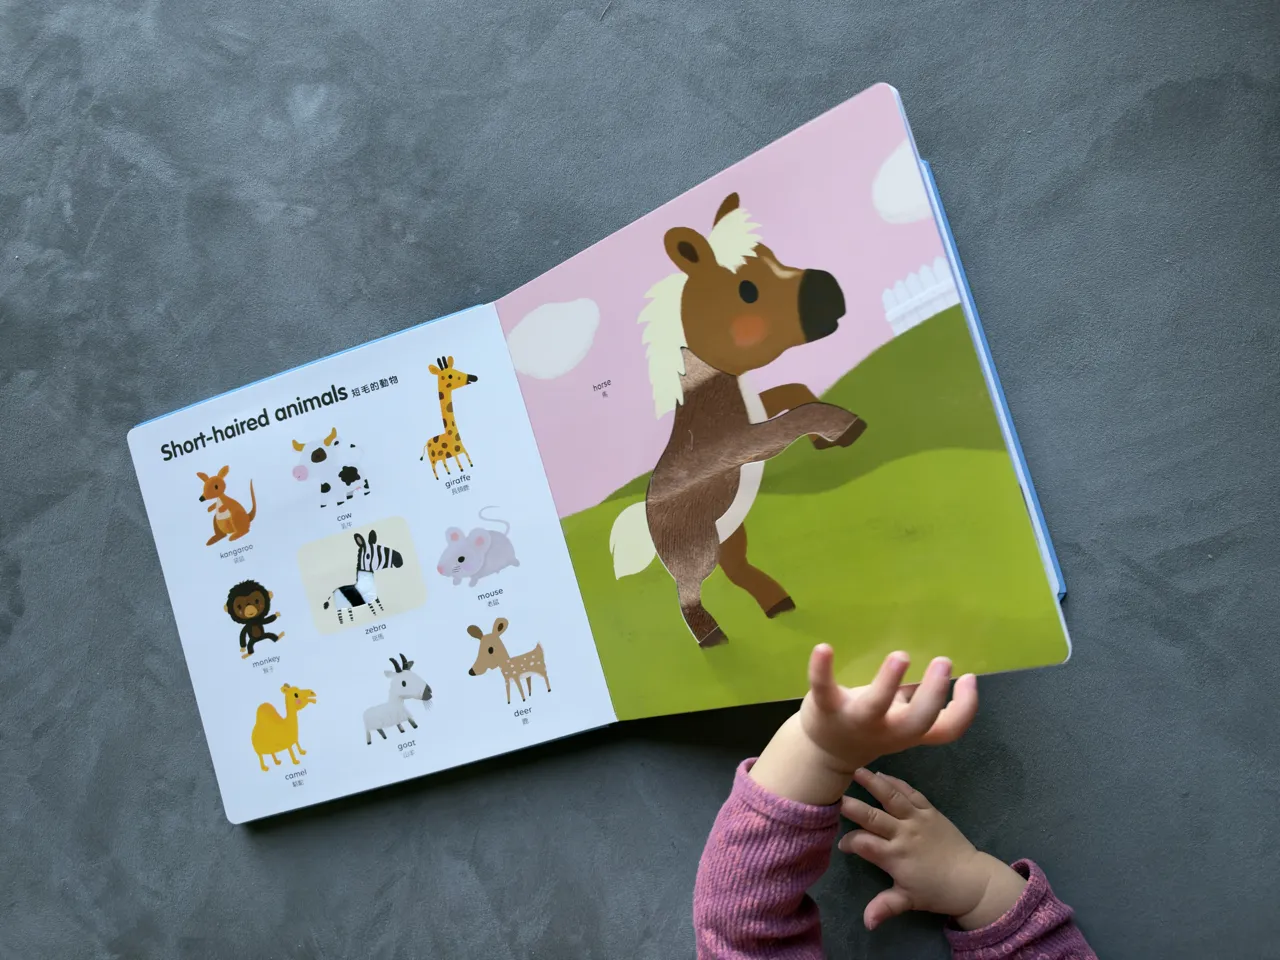 Short-haired animals 短毛的動物
kangaroo
袋鼠
cow
乳牛
giraffe
長頸鹿
monkey
猴子
zebra
斑馬
mouse
老鼠
camel
駱駝
goat
山羊
deer
鹿
horse
馬